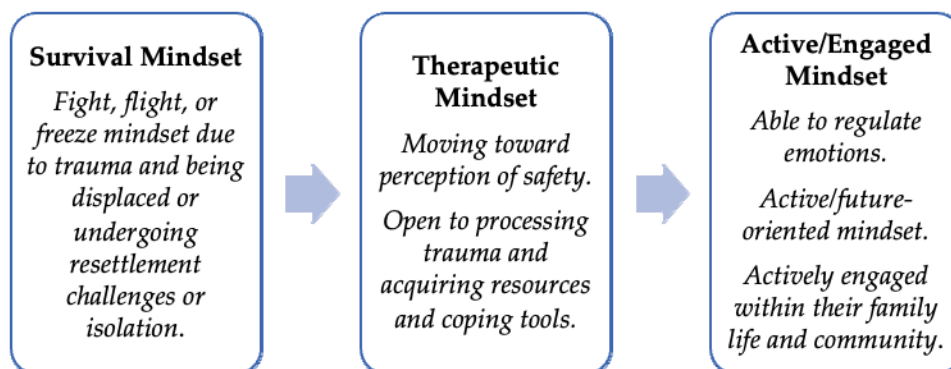 Survival Mindset
Fight, flight, or
freeze mindset due
to trauma and being
displaced or
undergoing
resettlement
challenges or
isolation.
Therapeutic
Mindset
Moving toward
perception of safety.
Open to processing
trauma and
acquiring resources
and coping tools.
Active/Engaged
Mindset
Able to regulate
emotions.
Active/future-
oriented mindset.
Actively engaged
within their family
life and community.